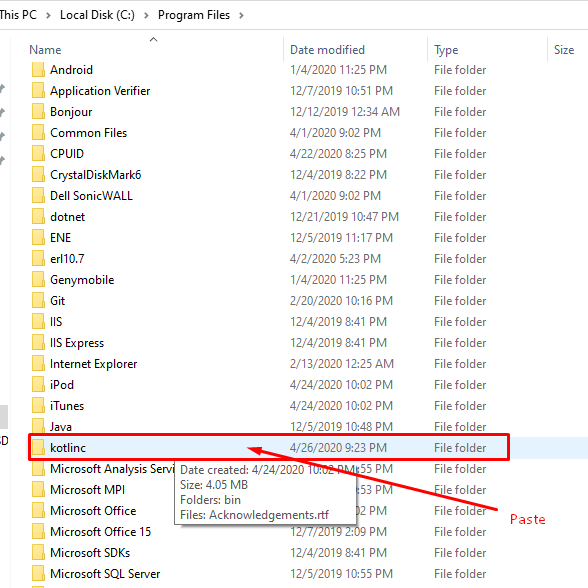 This PC > Local Disk (C:) > Program Files >
Name Date modified Type Size
Android 1/4/2020 11:25 PM File folder
Application Verifier 12/7/2019 10:51 PM File folder
Bonjour 12/12/2019 12:34 AM File folder
Common Files 4/1/2020 9:02 PM File folder
CPUID 4/22/2020 8:25 PM File folder
CrystalDiskMark6 12/4/2019 8:22 PM File folder
Dell SonicWALL 4/1/2020 9:02 PM File folder
dotnet 12/21/2019 10:47 PM File folder
ENE 12/5/2019 11:17 PM File folder
erl10.7 4/2/2020 5:23 PM File folder
Genymobile 1/4/2020 11:25 PM File folder
Git 2/20/2020 10:16 PM File folder
IIS 12/4/2019 8:41 PM File folder
IIS Express 12/4/2019 8:41 PM File folder
Internet Explorer 2/13/2020 12:25 AM File folder
iPod 4/24/2020 10:02 PM File folder
iTunes 4/24/2020 10:02 PM File folder
Java 12/5/2019 10:48 PM File folder
kotlinc 4/26/2020 9:23 PM File folder
Microsoft Analysis Servi :55 PM File folder
Date created: 4/24/2020 10:02 PM
Size: 4.05 MB
Microsoft MPI :53 PM File folder
Folders: bin
Microsoft Office :02 PM File folder
Files: Acknowledgements.rtf
Paste
Microsoft Office 15 12/7/2019 2:09 PM File folder
Microsoft SDKs 12/4/2019 8:41 PM File folder
Microsoft SQL Server 12/5/2019 10:55 PM File folder